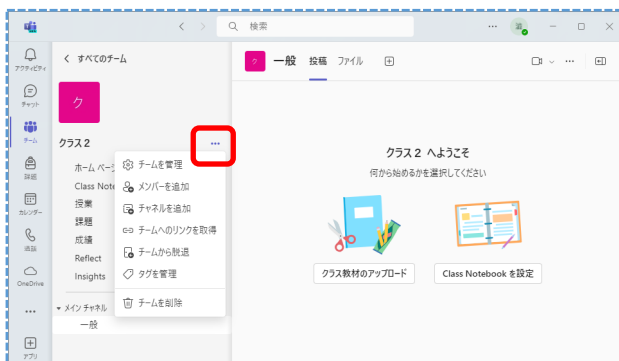 検索
アクティビティ
チャット
チーム
課題
カレンダー
通話
OneDrive
アプリ
すべてのチーム
ク
クラス 2
ホーム ペー
Class Note
授業
課題
成績
Reflect
Insights
メイン チャネル
一般
チームを管理
メンバーを追加
チャネルを追加
チームへのリンクを取得
チームから脱退
タグを管理
チームを削除
ク 一般 投稿 ファイル
クラス 2 へようこそ
何から始めるかを選択してください
クラス教材のアップロード
Class Notebook を設定